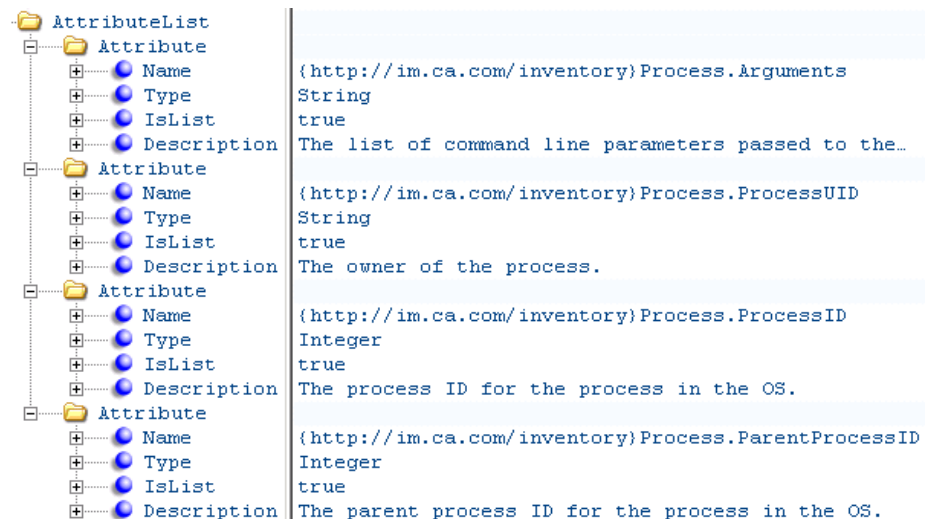 AttributeList
Attribute
Name {http://im.ca.com/inventory}Process.Arguments
Type String
IsList true
Description The list of command line parameters passed to the…
Attribute
Name {http://im.ca.com/inventory}Process.ProcessUID
Type String
IsList true
Description The owner of the process.
Attribute
Name {http://im.ca.com/inventory}Process.ProcessID
Type Integer
IsList true
Description The process ID for the process in the OS.
Attribute
Name {http://im.ca.com/inventory}Process.ParentProcessID
Type Integer
IsList true
Description The parent process ID for the process in the OS.